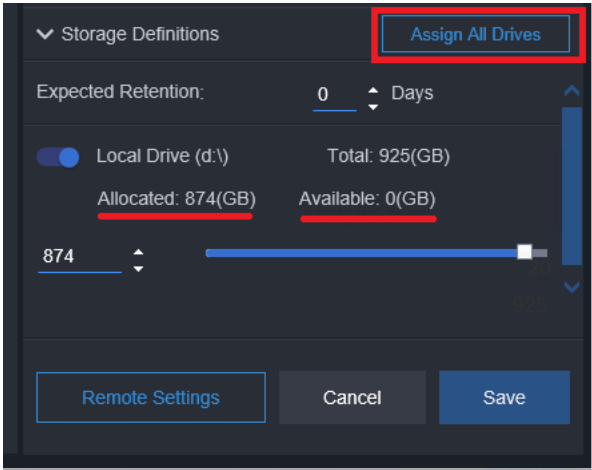 Storage Definitions
Assign All Drives
Expected Retention:
0
Days
Local Drive (d:\)
Total: 925(GB)
Allocated: 874(GB)
Available: 0(GB)
874
20
925
Remote Settings
Cancel
Save